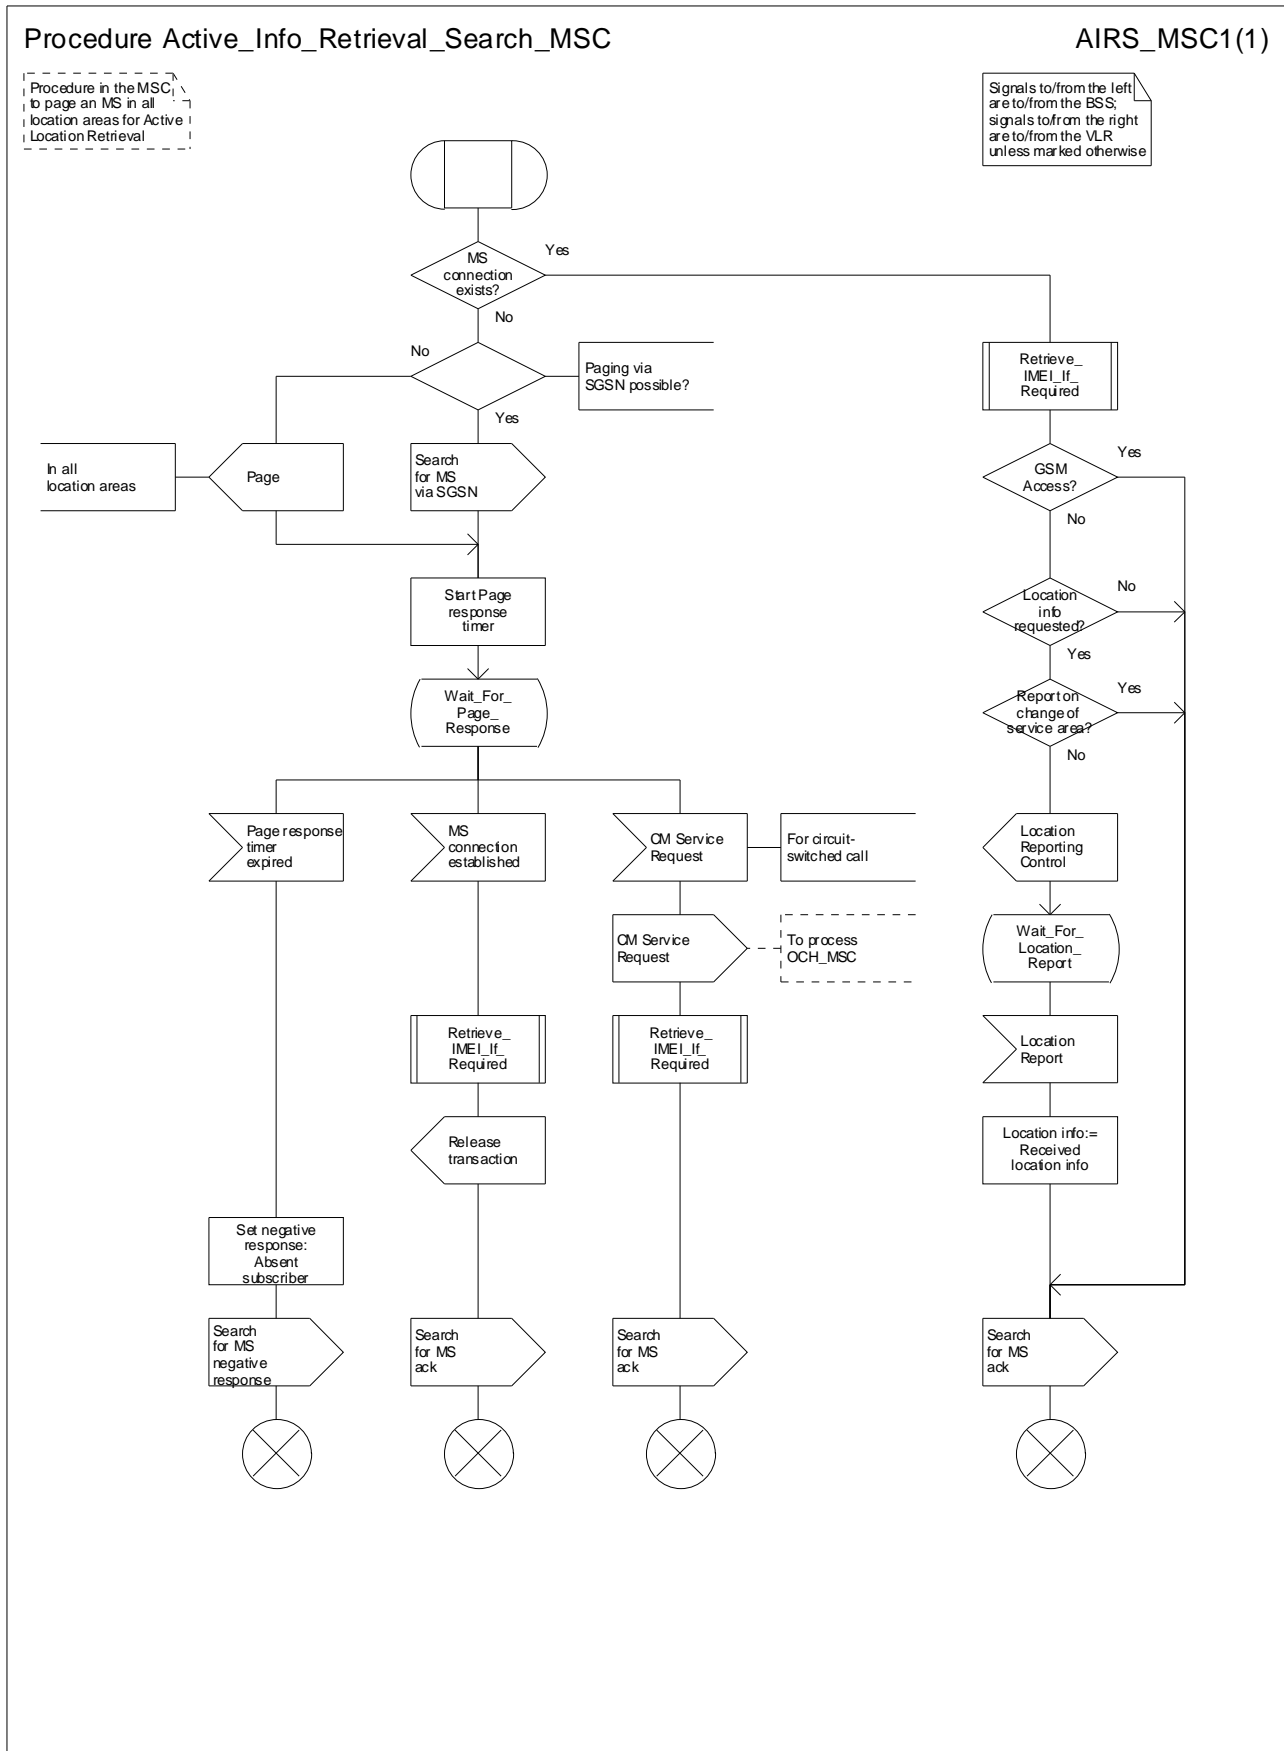 Procedure Active_Info_Retrieval_Search_MSC
AIRS_MSC1(1)
Procedure in the MSC
to page an MS in all
location areas for Active
Location Retrieval
Signals to/from the left
are to/from the BSS;
signals to/from the right
are to/from the VLR
unless marked otherwise
MS
connection
exists?
Yes
No
No
Paging via
SGSN possible?
Yes
Retrieve_
IMEI_If_
Required
In all
location areas
Page
Search
for MS
via SGSN
GSM
Access?
Yes
No
Start Page
response
timer
Location
info
requested?
No
Yes
Wait_For_
Page_
Response
Report on
change of
service area?
Yes
No
Page response
timer
expired
MS
connection
established
CM Service
Request
For circuit-
switched call
Location
Reporting
Control
CM Service
Request
To process
OCH_MSC
Wait_For_
Location_
Report
Retrieve_
IMEI_If_
Required
Retrieve_
IMEI_If_
Required
Location
Report
Release
transaction
Location info:=
Received
location info
Set negative
response:
Absent
subscriber
Search
for MS
negative
response
Search
for MS
ack
Search
for MS
ack
Search
for MS
ack